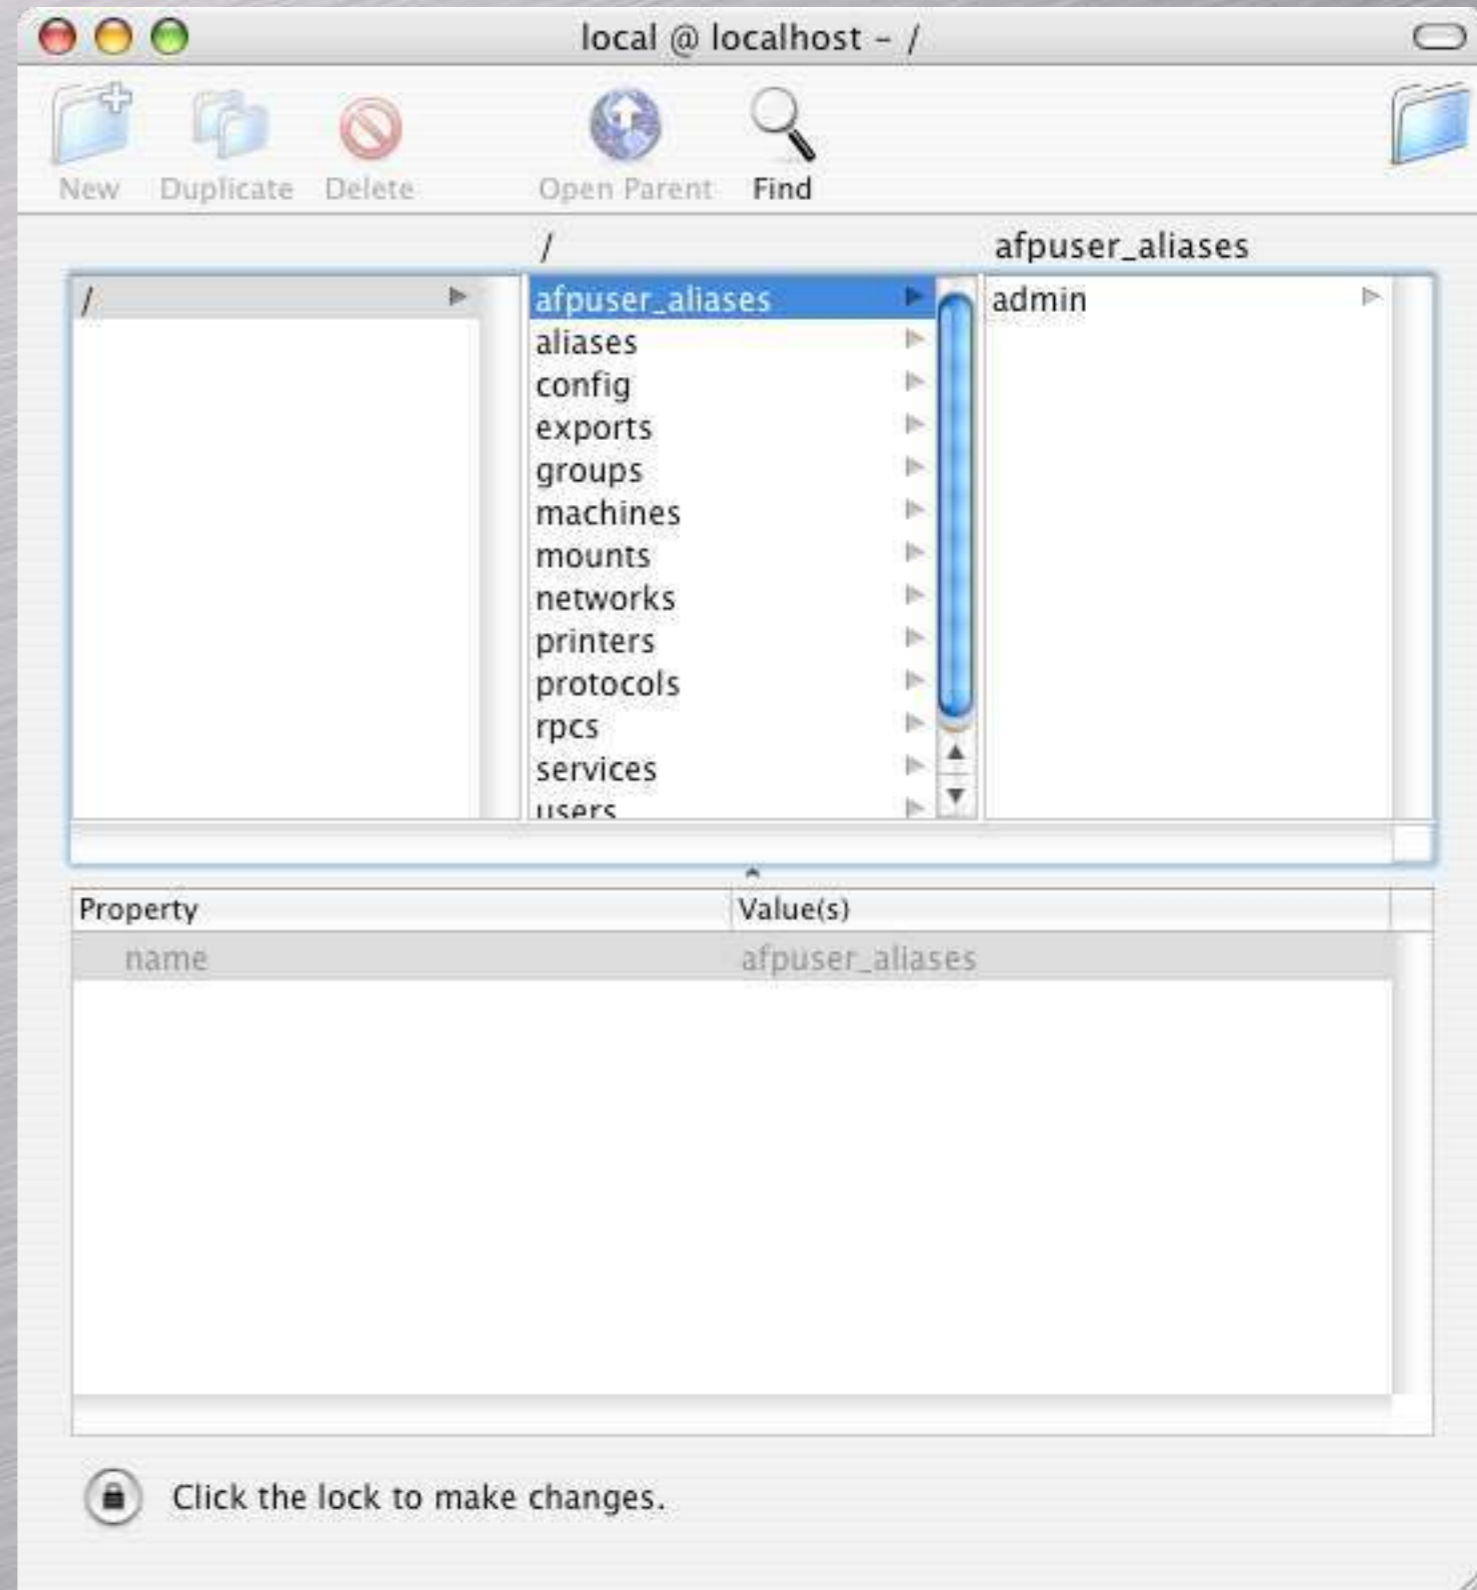 local @ localhost - /
New Duplicate Delete Open Parent Find
/ afpuser_aliases
/ afpuser_aliases admin
aliases
config
exports
groups
machines
mounts
networks
printers
protocols
rpcs
services
users
Property Value(s)
name afpuser_aliases
Click the lock to make changes.